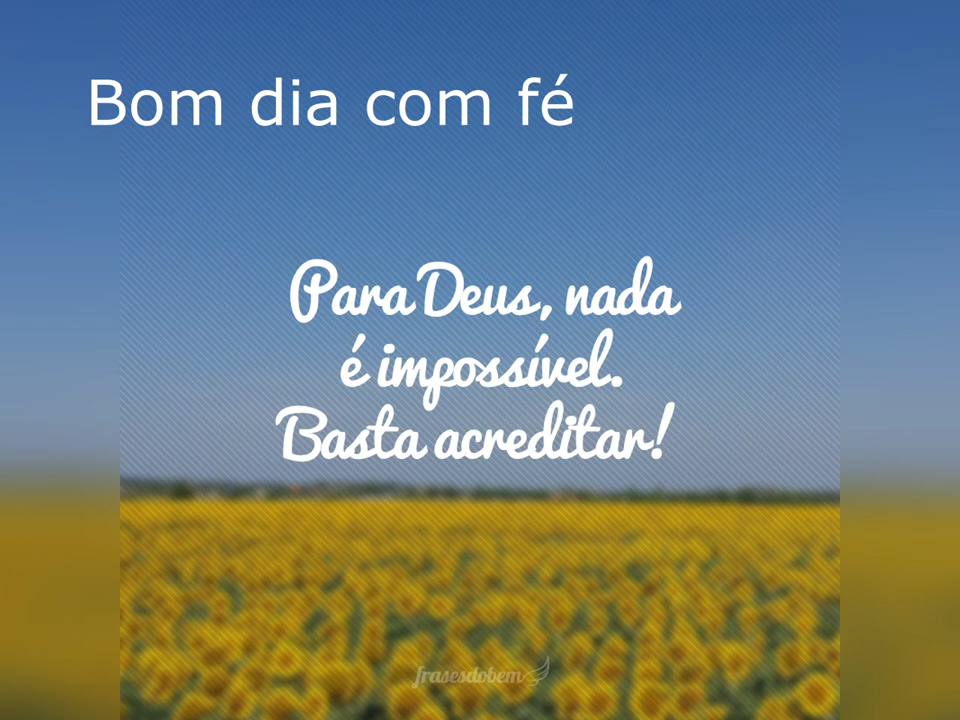 Bom dia com fé
Para Deus, nada
é impossível.
Basta acreditar!
frasesdobem